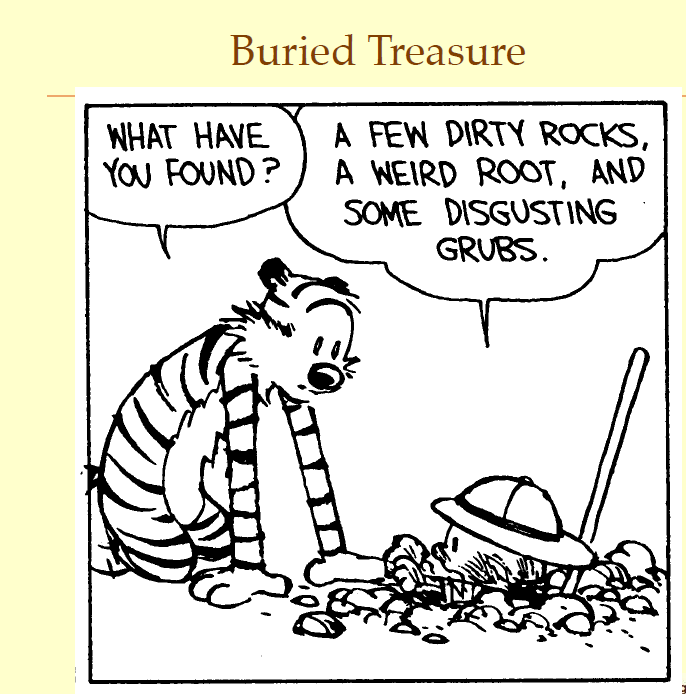 Buried Treasure
WHAT HAVE
YOU FOUND?
A FEW DIRTY ROCKS,
A WEIRD ROOT, AND
SOME DISGUSTING
GRUBS.